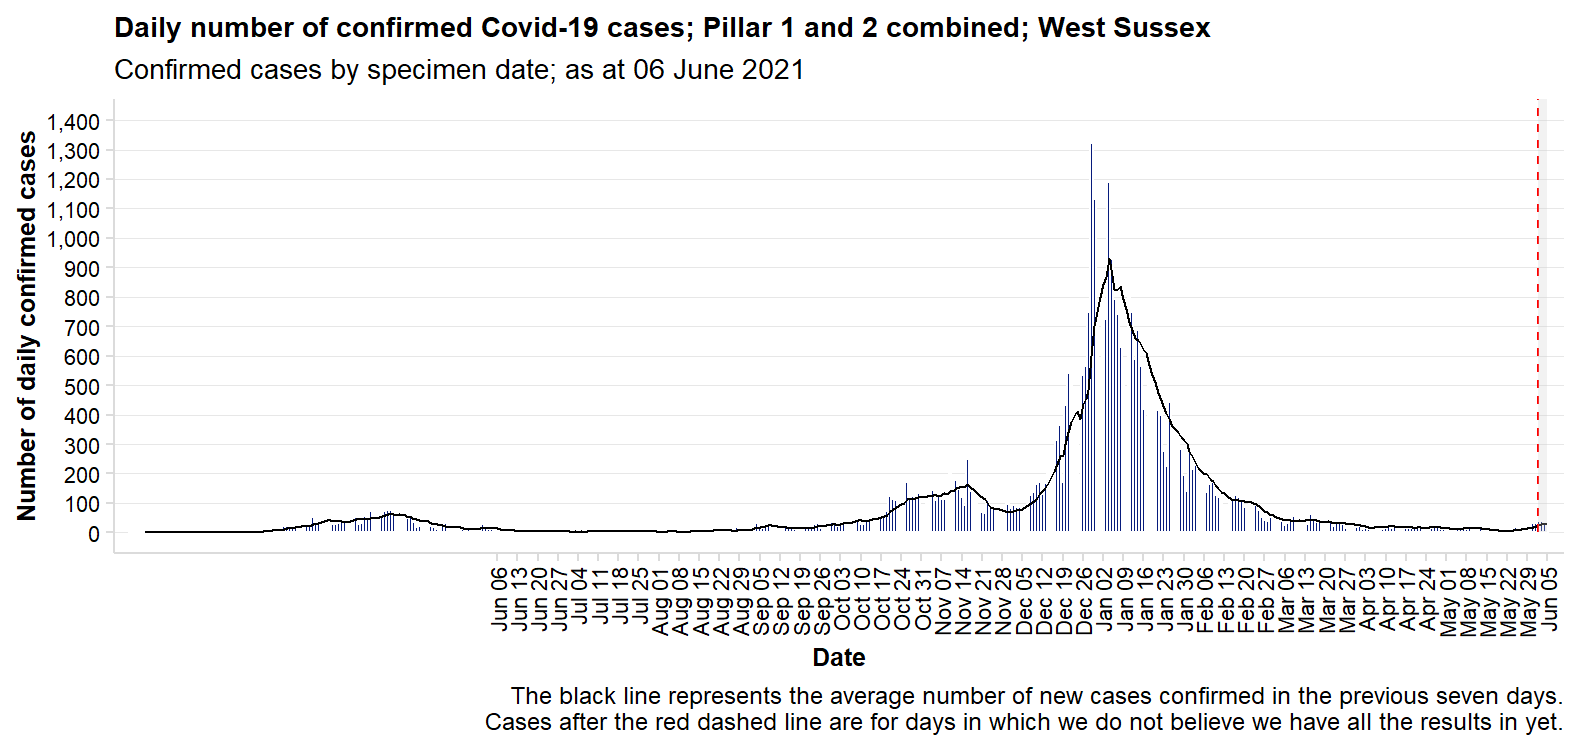 Daily number of confirmed Covid-19 cases; Pillar 1 and 2 combined; West Sussex
Confirmed cases by specimen date; as at 06 June 2021
Number of daily confirmed cases
1,400
1,300
1,200
1,100
1,000
900
800
700
600
500
400
300
200
100
0
Jun 06
Jun 13
Jun 20
Jun 27
Jul 04
Jul 11
Jul 18
Jul 25
Aug 01
Aug 08
Aug 15
Aug 22
Aug 29
Sep 05
Sep 12
Sep 19
Sep 26
Oct 03
Oct 10
Oct 17
Oct 24
Oct 31
Nov 07
Nov 14
Nov 21
Nov 28
Dec 05
Dec 12
Dec 19
Dec 26
Jan 02
Jan 09
Jan 16
Jan 23
Jan 30
Feb 06
Feb 13
Feb 20
Feb 27
Mar 06
Mar 13
Mar 20
Mar 27
Apr 03
Apr 10
Apr 17
Apr 24
May 01
May 08
May 15
May 22
May 29
Jun 05
Date
The black line represents the average number of new cases confirmed in the previous seven days.
Cases after the red dashed line are for days in which we do not believe we have all the results in yet.